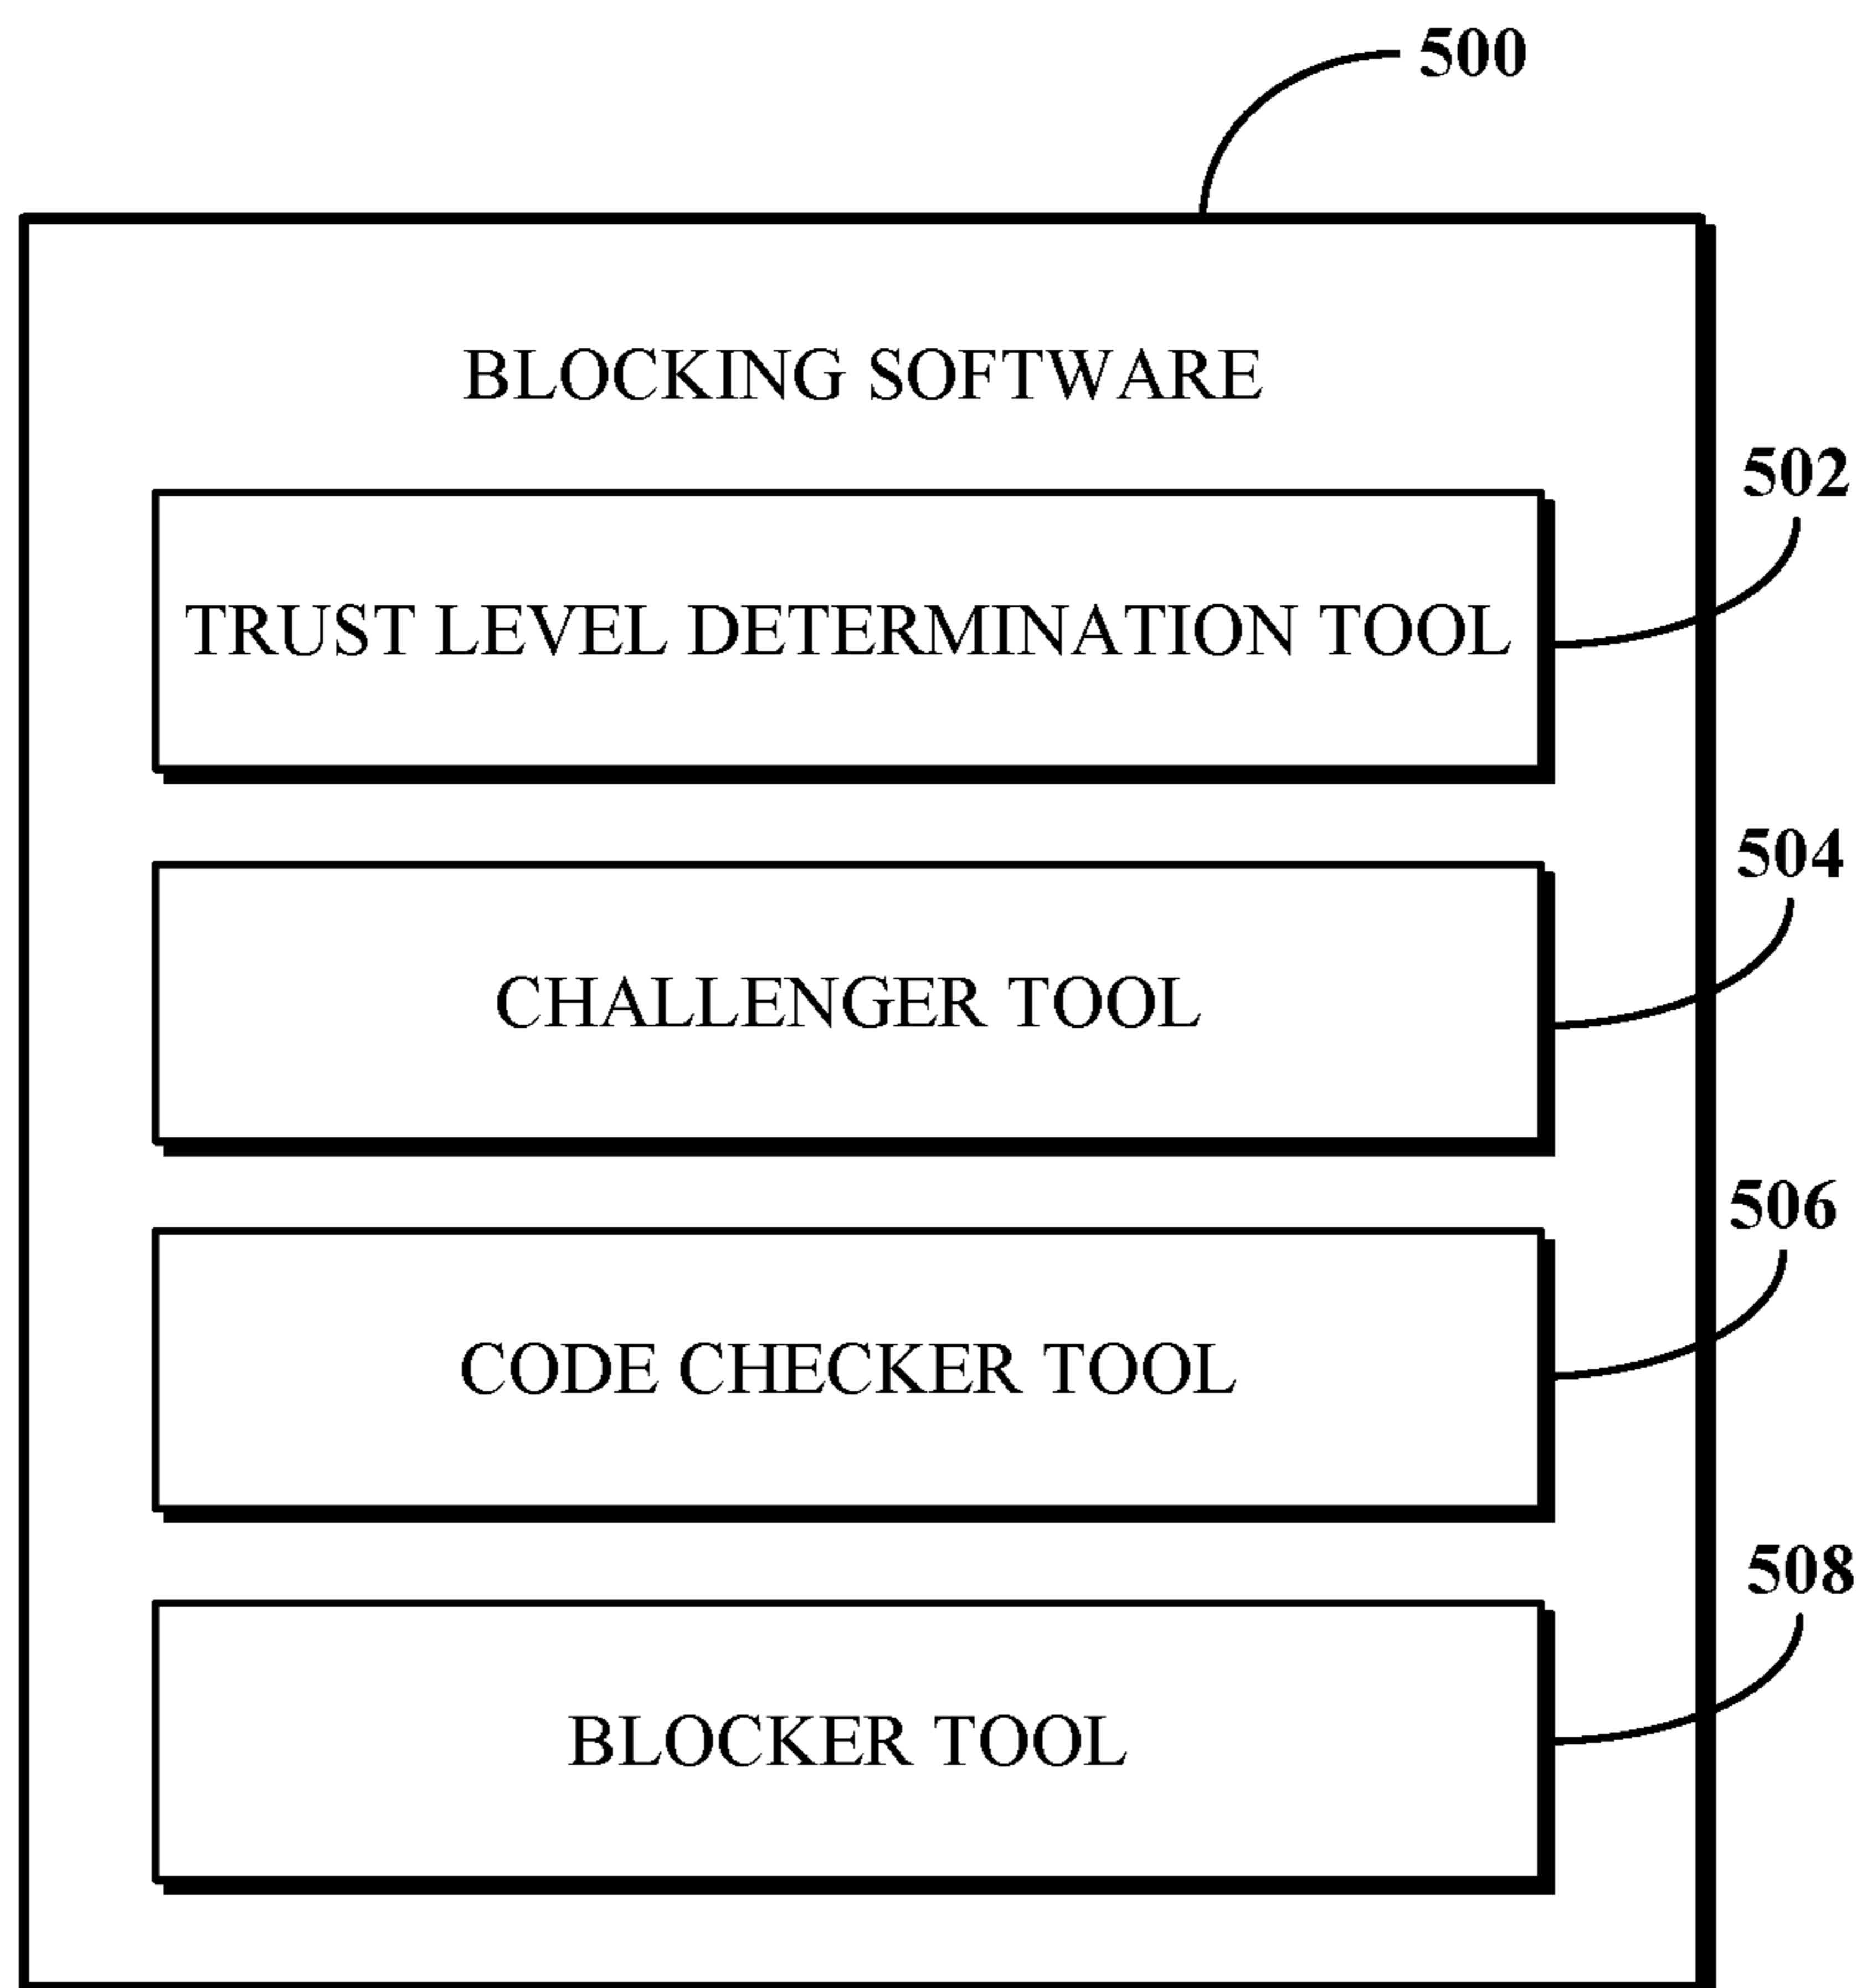 500
BLOCKING SOFTWARE
502
TRUST LEVEL DETERMINATION TOOL
504
CHALLENGER TOOL
506
CODE CHECKER TOOL
508
BLOCKER TOOL